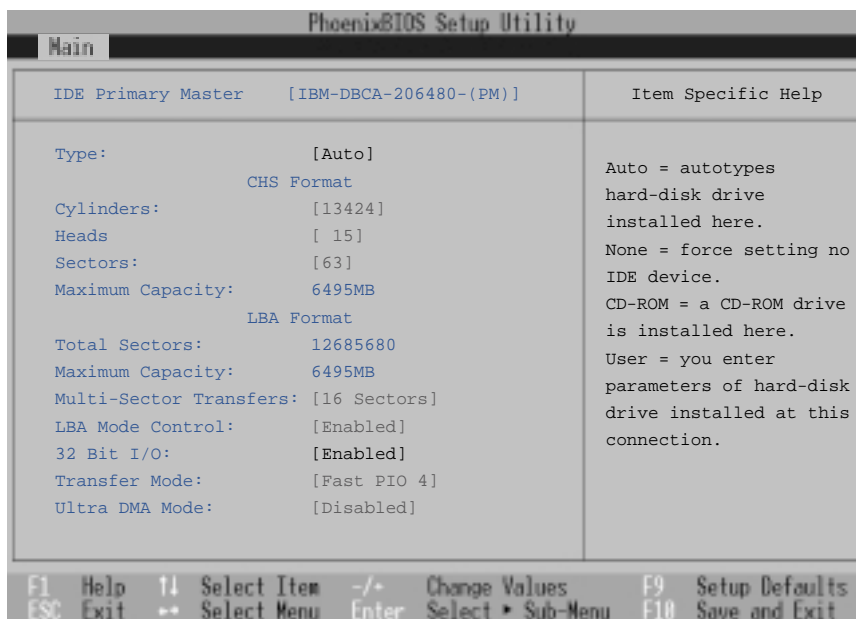 PhoenixBIOS Setup Utility
Main
IDE Primary Master [IBM-DBCA-206480-(PM)]
Item Specific Help
Type: [Auto]
CHS Format
Cylinders: [13424]
Heads [ 15]
Sectors: [63]
Maximum Capacity: 6495MB
LBA Format
Total Sectors: 12685680
Maximum Capacity: 6495MB
Multi-Sector Transfers: [16 Sectors]
LBA Mode Control: [Enabled]
32 Bit I/O: [Enabled]
Transfer Mode: [Fast PIO 4]
Ultra DMA Mode: [Disabled]
Auto = autotypes
hard-disk drive
installed here.
None = force setting no
IDE device.
CD-ROM = a CD-ROM drive
is installed here.
User = you enter
parameters of hard-disk
drive installed at this
connection.
F1 Help ↑↓ Select Item -/+ Change Values F9 Setup Defaults
ESC Exit ←→ Select Menu Enter Select ▸ Sub-Menu F10 Save and Exit